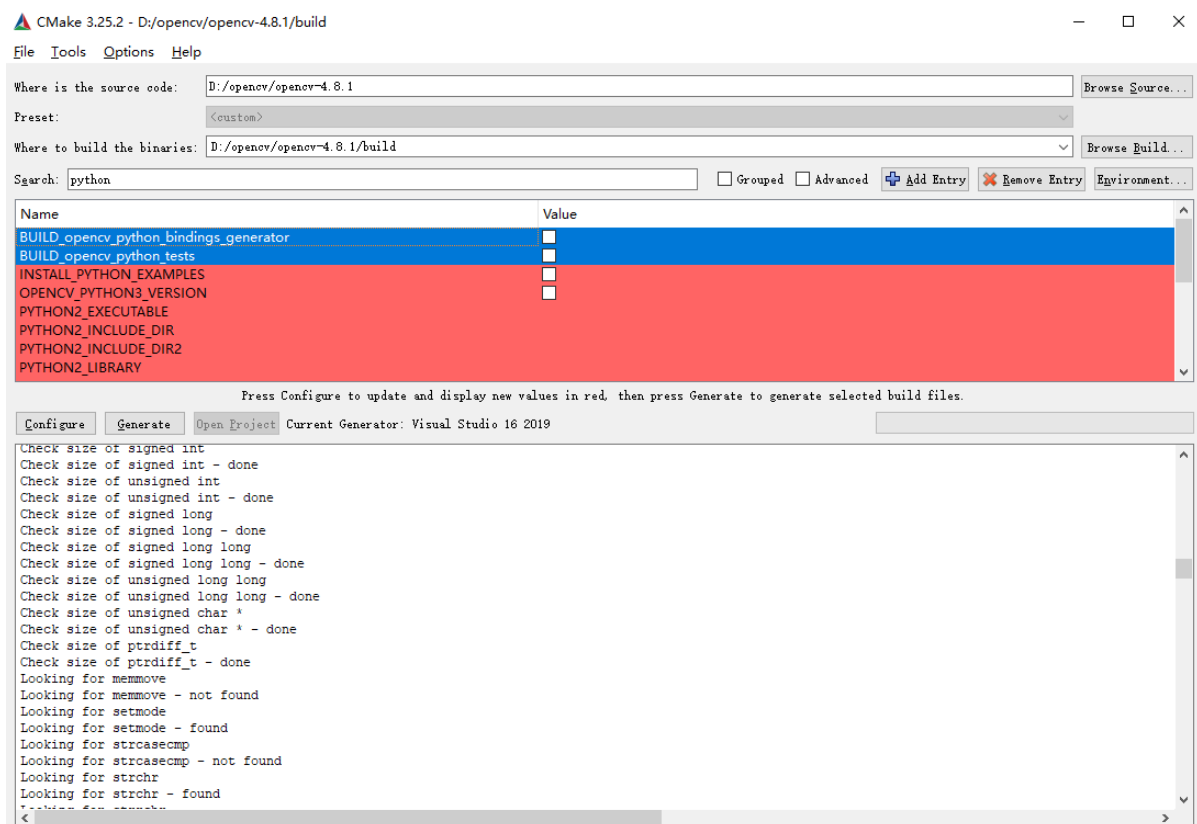 CMake 3.25.2 - D:/opencv/opencv-4.8.1/build
File Tools Options Help
Where is the source code: D:/opencv/opencv-4.8.1 Browse Source...
Preset: <custom>
Where to build the binaries: D:/opencv/opencv-4.8.1/build Browse Build...
Search: python Grouped Advanced Add Entry Remove Entry Environment...
Name Value
BUILD_opencv_python_bindings_generator
BUILD_opencv_python_tests
INSTALL_PYTHON_EXAMPLES
OPENCV_PYTHON3_VERSION
PYTHON2_EXECUTABLE
PYTHON2_INCLUDE_DIR
PYTHON2_INCLUDE_DIR2
PYTHON2_LIBRARY
Press Configure to update and display new values in red, then press Generate to generate selected build files.
Configure Generate Open Project Current Generator: Visual Studio 16 2019
Check size of signed int
Check size of signed int - done
Check size of unsigned int
Check size of unsigned int - done
Check size of signed long
Check size of signed long - done
Check size of signed long long
Check size of signed long long - done
Check size of unsigned long long
Check size of unsigned long long - done
Check size of unsigned char *
Check size of unsigned char * - done
Check size of ptrdiff_t
Check size of ptrdiff_t - done
Looking for memmove
Looking for memmove - not found
Looking for setmode
Looking for setmode - found
Looking for strcasecmp
Looking for strcasecmp - not found
Looking for strchr
Looking for strchr - found